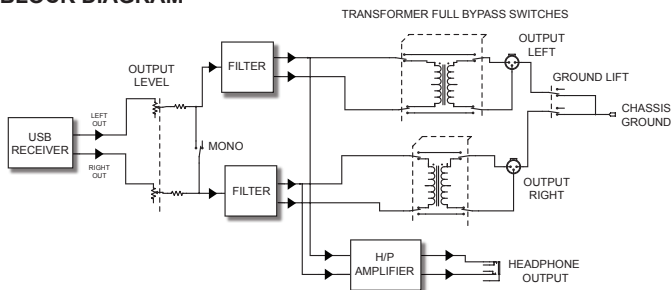 BLOCK DIAGRAM
TRANSFORMER FULL BYPASS SWITCHES
OUTPUT
LEFT
GROUND LIFT
CHASSIS
GROUND
OUTPUT
LEVEL
FILTER
LEFT
OUT
USB
RECEIVER
RIGHT
OUT
MONO
FILTER
OUTPUT
RIGHT
H/P
AMPLIFIER
HEADPHONE
OUTPUT